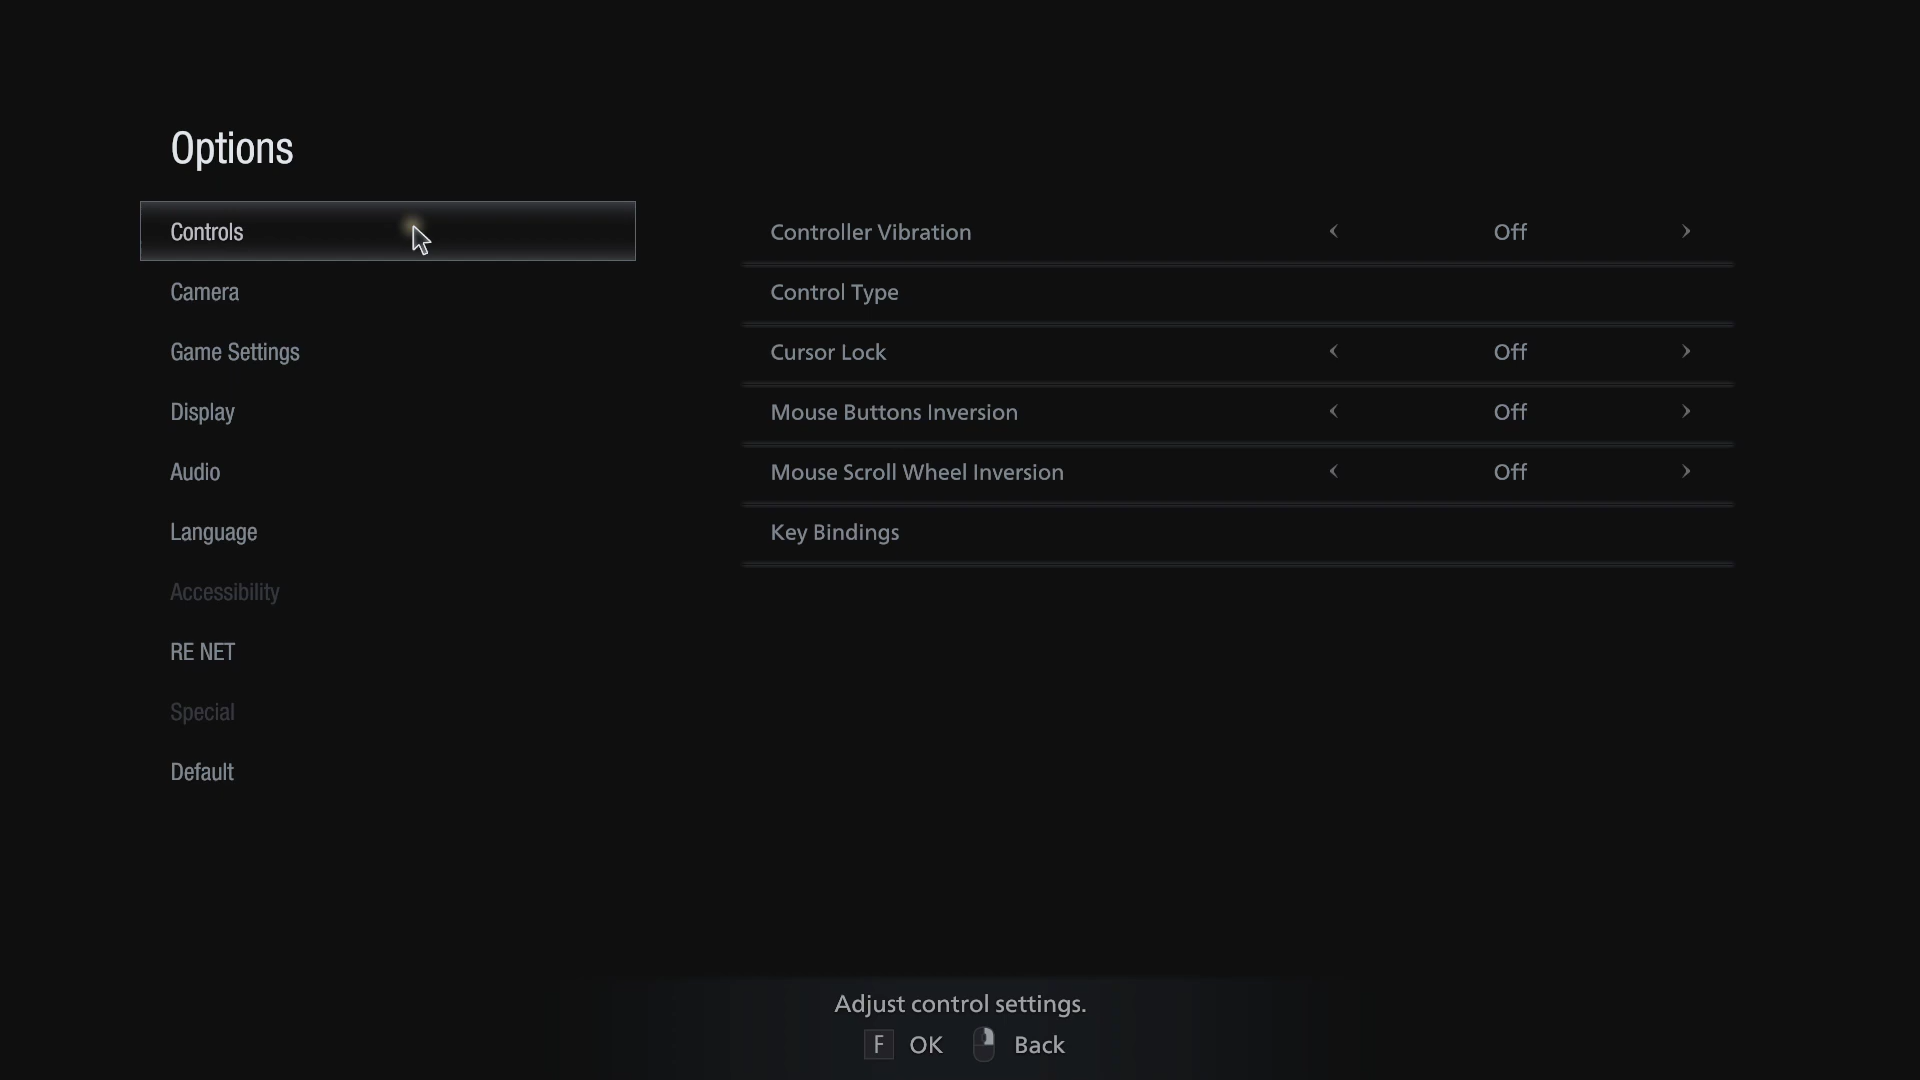 Options
Controls
Camera
Game Settings
Display
Audio
Language
Accessibility
RE NET
Special
Default
Controller Vibration Off
Control Type
Cursor Lock Off
Mouse Buttons Inversion Off
Mouse Scroll Wheel Inversion Off
Key Bindings
Adjust control settings.
F OK Back